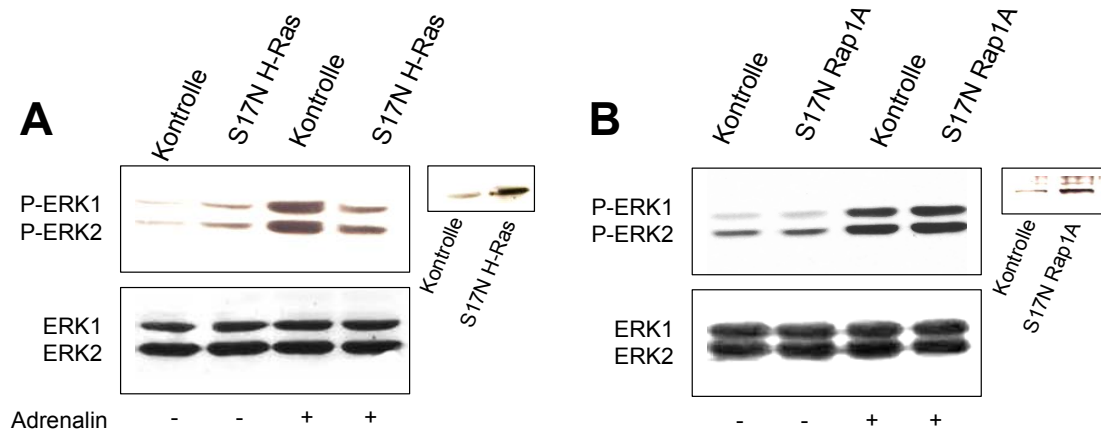 A
Kontrolle
S17N H-Ras
Kontrolle
S17N H-Ras
P-ERK1
P-ERK2
Kontrolle
S17N H-Ras
ERK1
ERK2
Adrenalin - - + +
B
Kontrolle
S17N Rap1A
Kontrolle
S17N Rap1A
P-ERK1
P-ERK2
Kontrolle
S17N Rap1A
ERK1
ERK2
- - + +